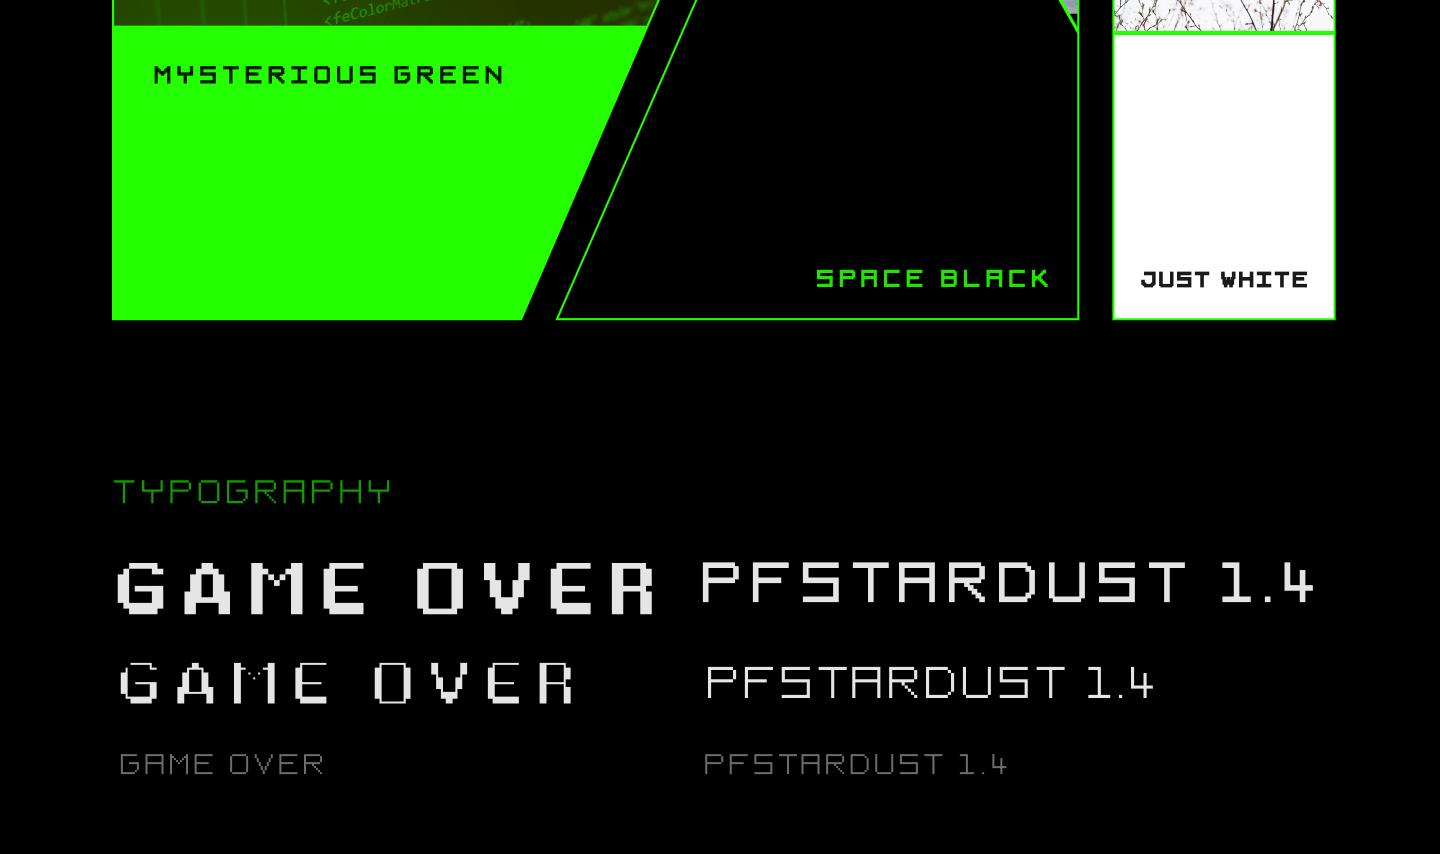 <feColorMatr
MYSTERIOUS GREEN
SPACE BLACK
JUST WHITE
TYPOGRAPHY
GAME OVER
PFSTARDUST 1.4
GAME OVER
PFSTARDUST 1.4
GAME OVER
PFSTARDUST 1.4